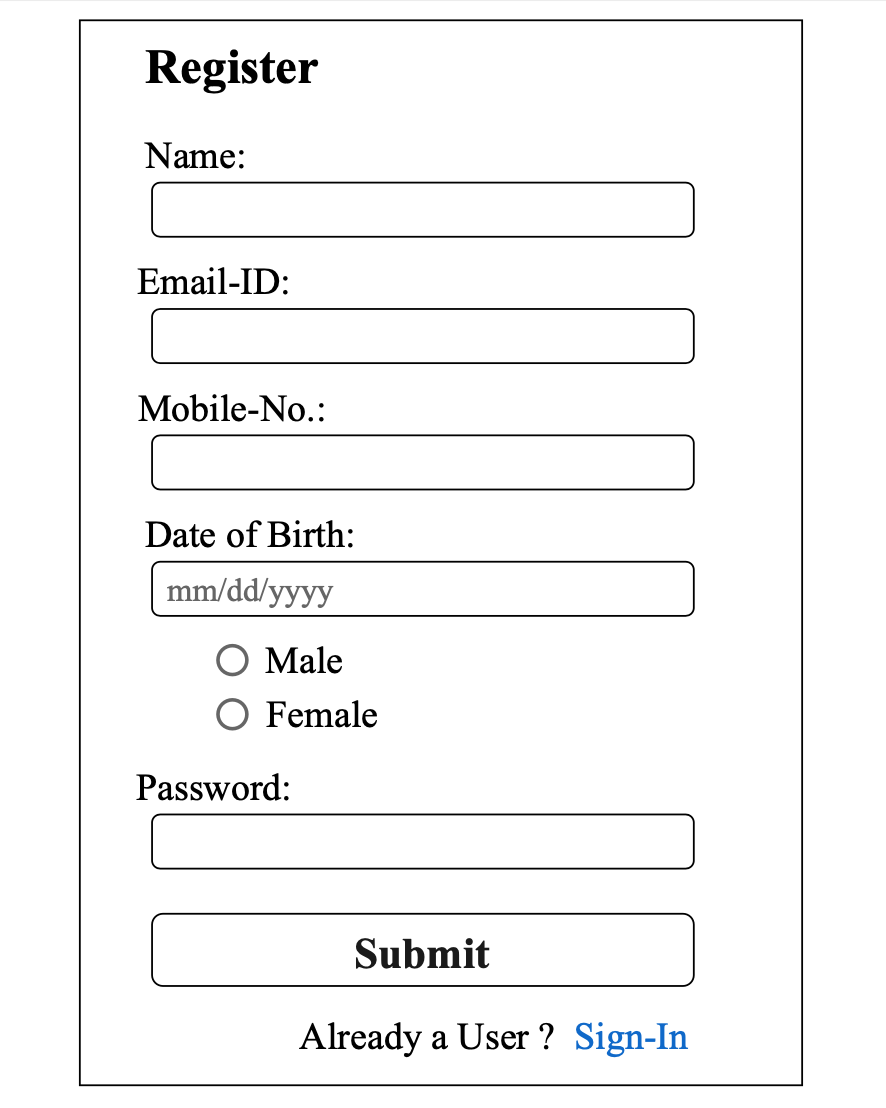 Register
Name:
Email-ID:
Mobile-No.:
Date of Birth:
mm/dd/yyyy
Male
Female
Password:
Submit
Already a User ? Sign-In